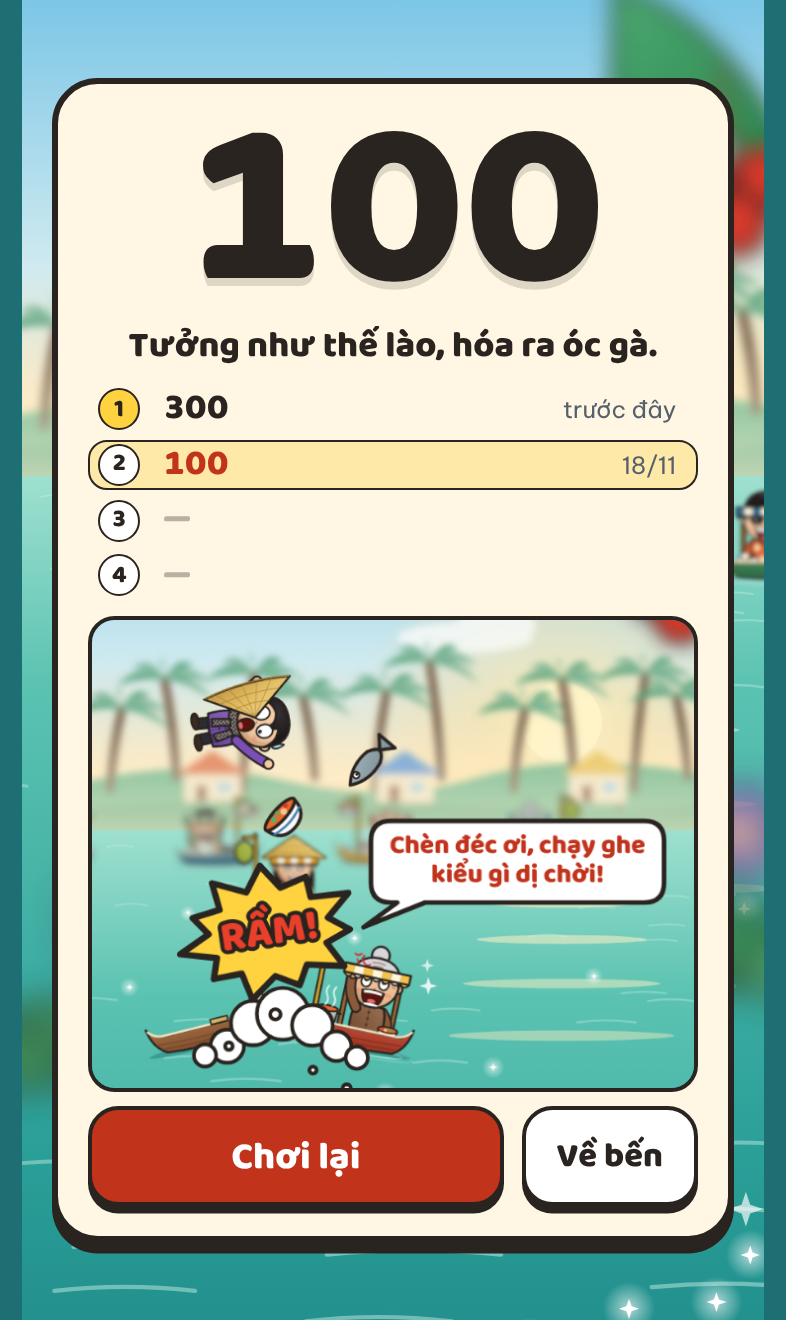 100
Tưởng như thế lào, hóa ra óc gà.
1 300 trước đây
2 100 18/11
3 —
4 —
Chèn đéc ơi, chạy ghe
kiểu gì dị chời!
RẦM!
Chơi lại
Về bến